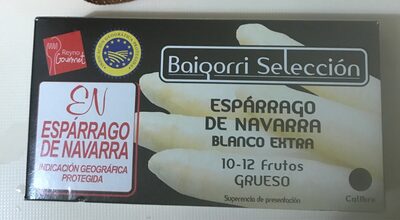 Reyno
Gourmet
Baigorri Selección
EN
ESPÁRRAGO
DE NAVARRA
INDICACIÓN GEOGRÁFICA
PROTEGIDA
ESPÁRRAGO
DE NAVARRA
BLANCO EXTRA
10-12 frutos
GRUESO
Sugerencia de presentación
Calibre